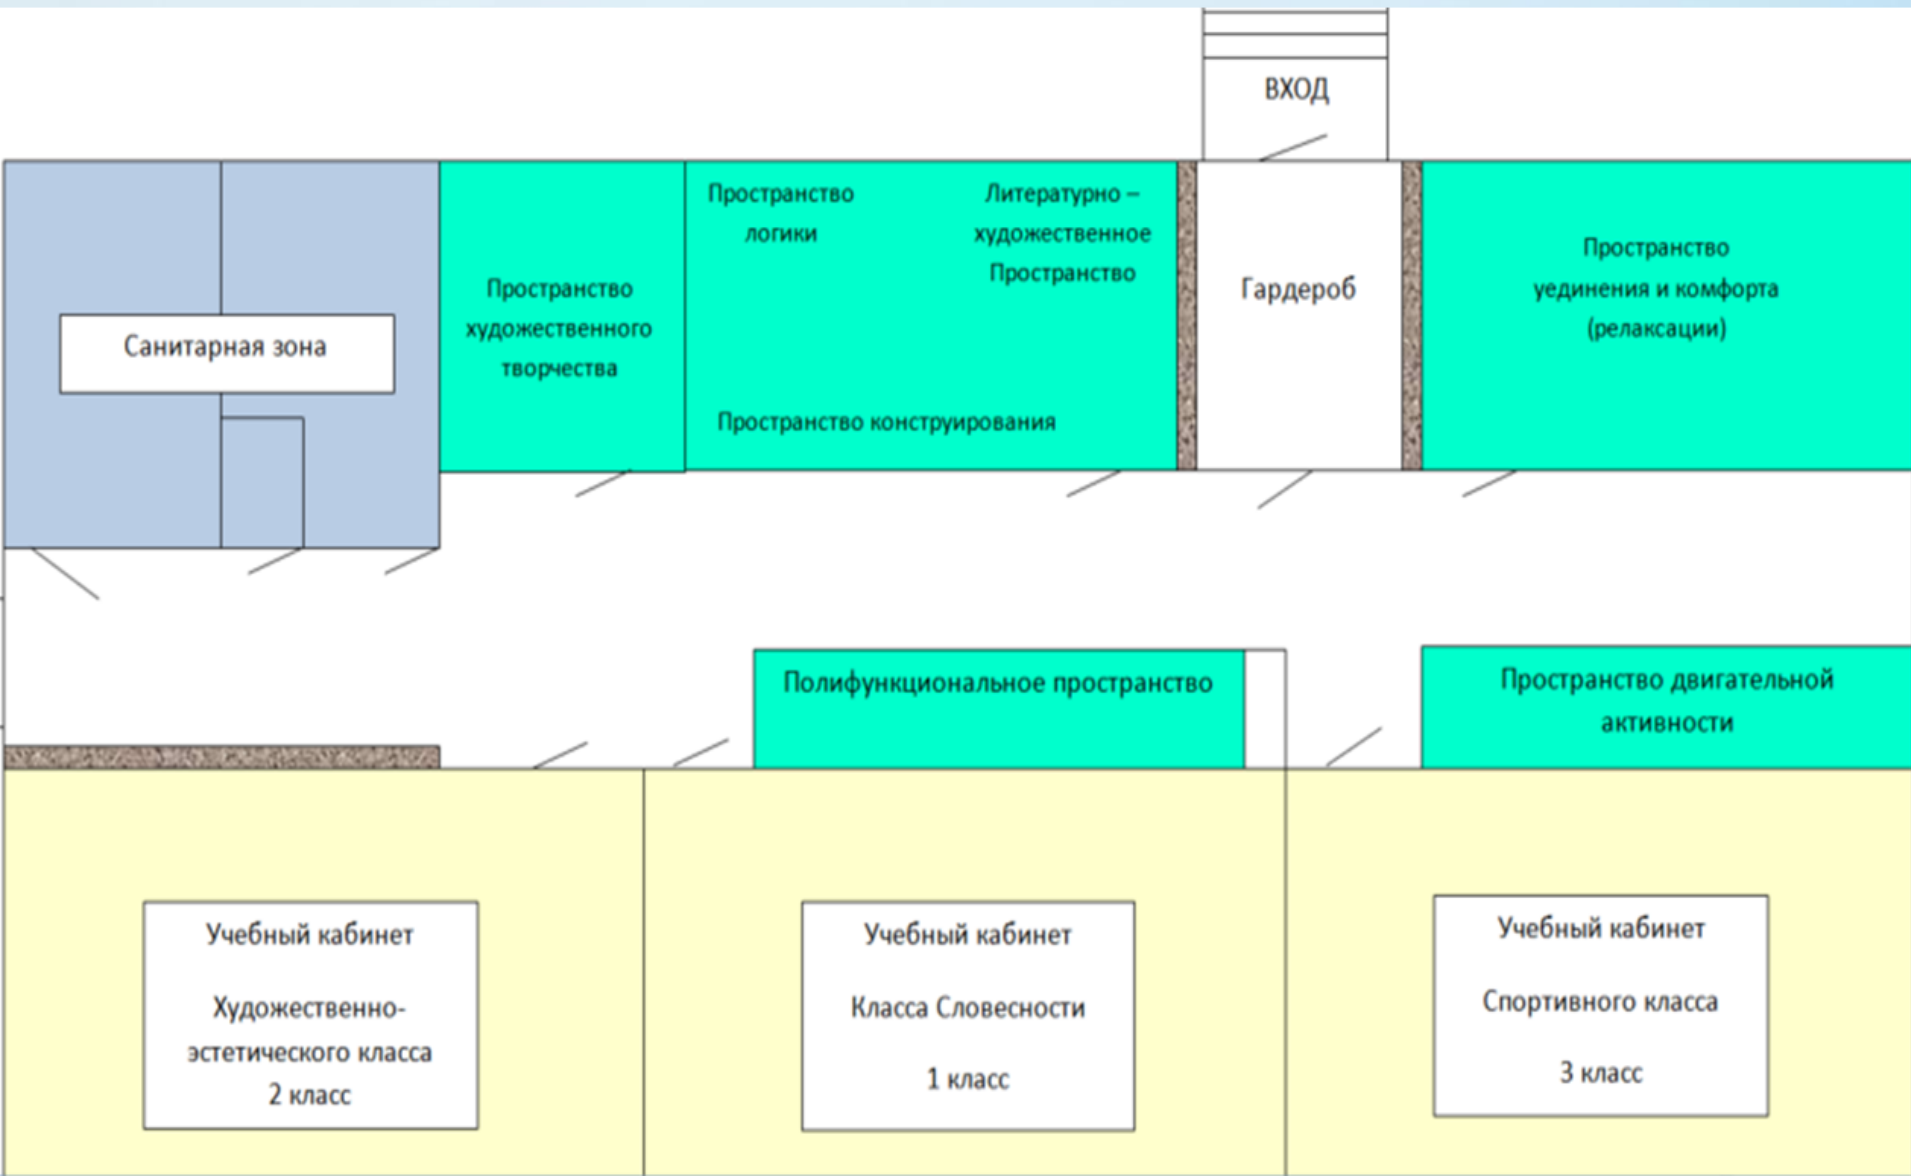 ВХОД
Пространство
логики
Литературно –
художественное
Пространство
Пространство
художественного
творчества
Санитарная зона
Пространство конструирования
Гардероб
Пространство
уединения и комфорта
(релаксации)
Полифункциональное пространство
Пространство двигательной
активности
Учебный кабинет
Художественно-
эстетического класса
2 класс
Учебный кабинет
Класса Словесности
1 класс
Учебный кабинет
Спортивного класса
3 класс